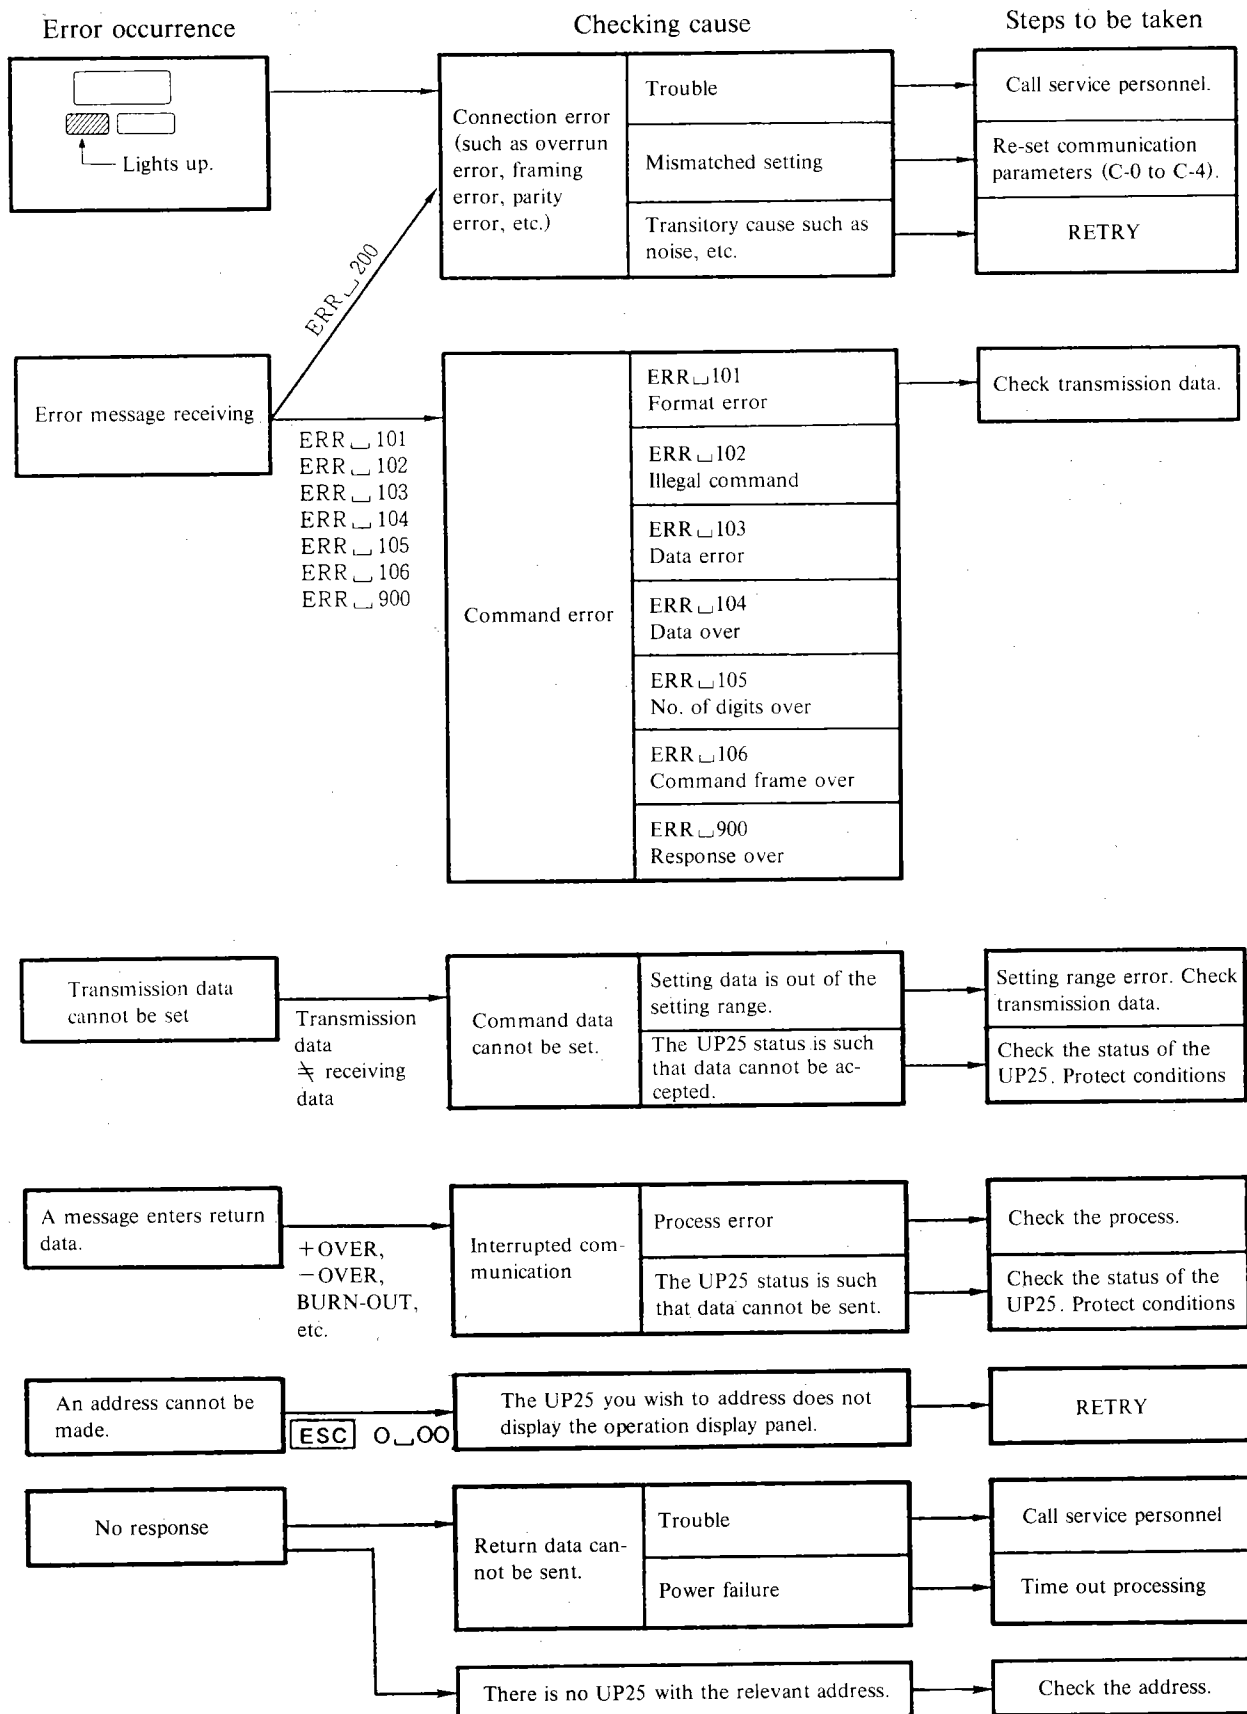 Error occurrence
Checking cause
Steps to be taken
Lights up.
Connection error
(such as overrun
error, framing
error, parity
error, etc.)
Trouble
Call service personnel.
Mismatched setting
Re-set communication
parameters (C-0 to C-4).
Transitory cause such as
noise, etc.
RETRY
ERR␣200
Error message receiving
ERR␣101
ERR␣102
ERR␣103
ERR␣104
ERR␣105
ERR␣106
ERR␣900
Command error
ERR␣101
Format error
Check transmission data.
ERR␣102
Illegal command
ERR␣103
Data error
ERR␣104
Data over
ERR␣105
No. of digits over
ERR␣106
Command frame over
ERR␣900
Response over
Transmission data
cannot be set
Transmission
data
≠ receiving
data
Command data
cannot be set.
Setting data is out of the
setting range.
Setting range error. Check
transmission data.
The UP25 status is such
that data cannot be ac-
cepted.
Check the status of the
UP25. Protect conditions
A message enters return
data.
+OVER,
−OVER,
BURN-OUT,
etc.
Interrupted com-
munication
Process error
Check the process.
The UP25 status is such
that data cannot be sent.
Check the status of the
UP25. Protect conditions
An address cannot be
made.
ESC O␣OO
The UP25 you wish to address does not
display the operation display panel.
RETRY
No response
Return data can-
not be sent.
Trouble
Call service personnel
Power failure
Time out processing
There is no UP25 with the relevant address.
Check the address.